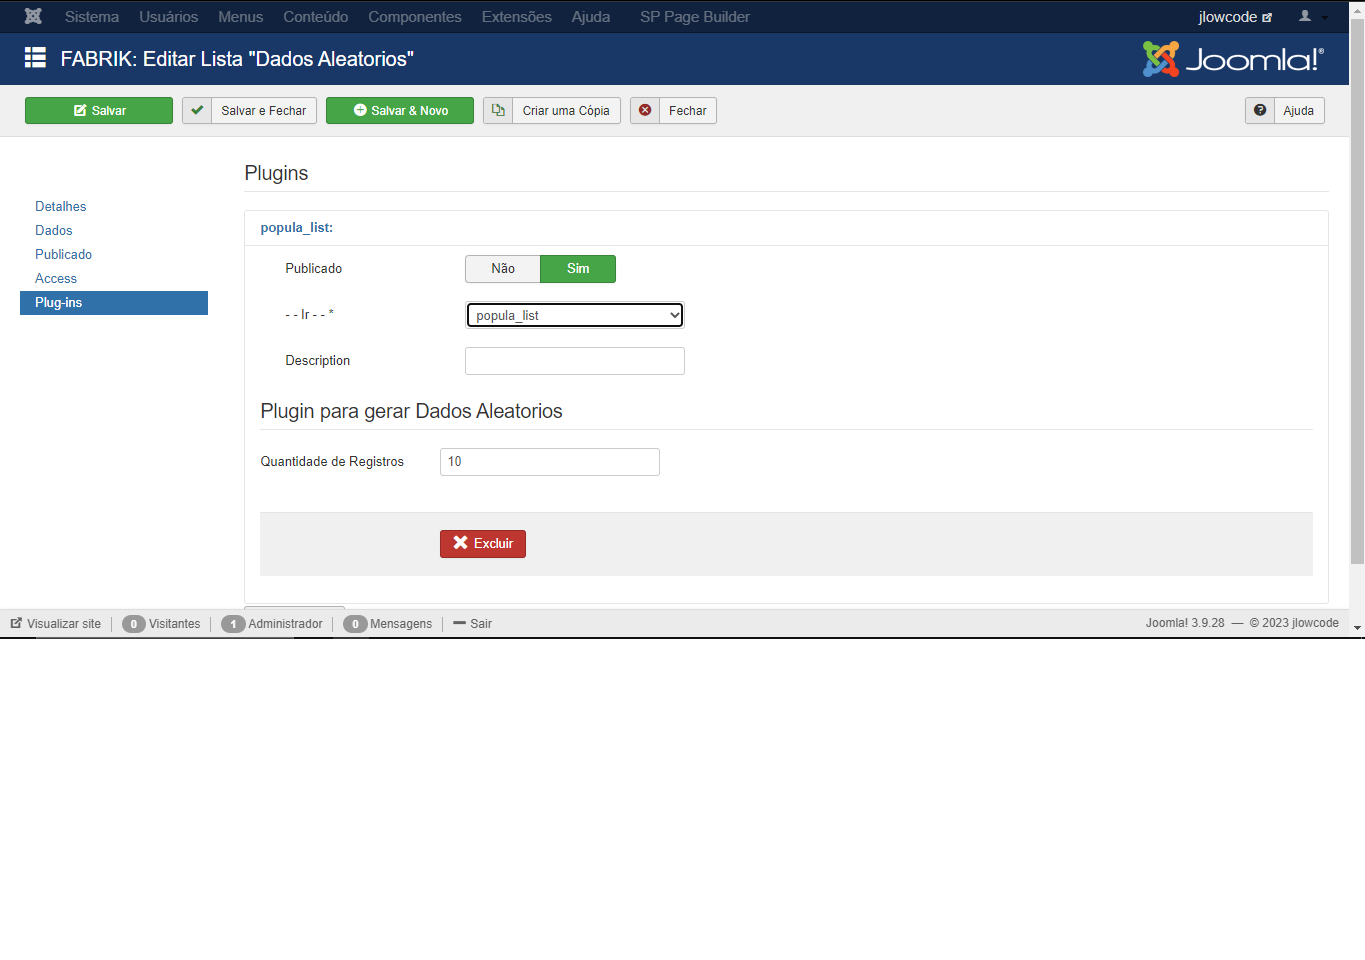 Sistema Usuários Menus Conteúdo Componentes Extensões Ajuda SP Page Builder jlowcode
FABRIK: Editar Lista "Dados Aleatorios" Joomla!®
Salvar Salvar e Fechar Salvar & Novo Criar uma Cópia Fechar Ajuda
Plugins
Detalhes
Dados
Publicado
Access
Plug-ins
popula_list:
Publicado Não Sim
- - Ir - - * popula_list
Description
Plugin para gerar Dados Aleatorios
Quantidade de Registros 10
Excluir
Visualizar site 0 Visitantes 1 Administrador 0 Mensagens Sair Joomla! 3.9.28 — © 2023 jlowcode